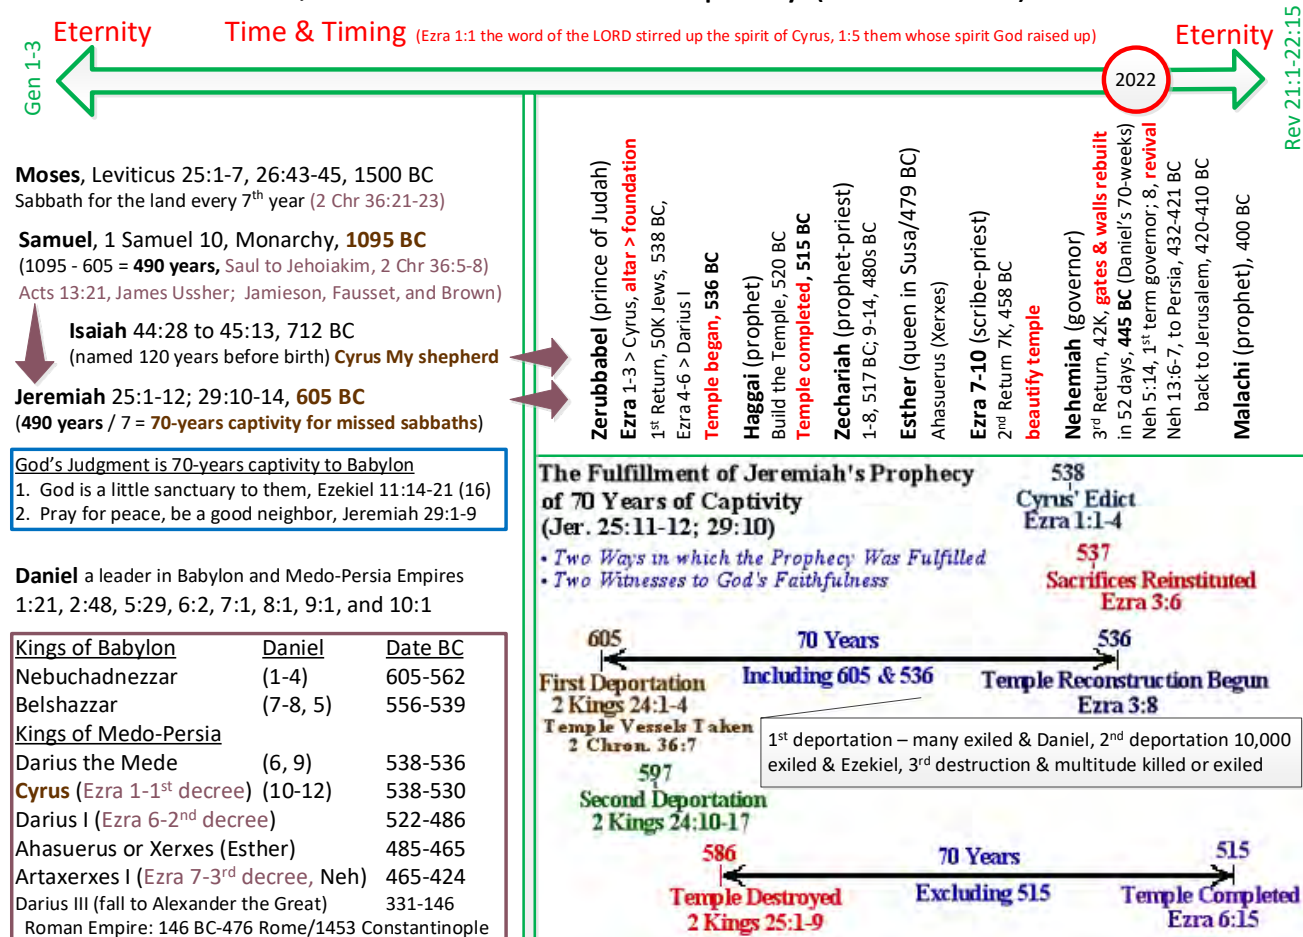 Eternity
Time & Timing (Ezra 1:1 the word of the LORD stirred up the spirit of Cyrus, 1:5 them whose spirit God raised up)
Eternity
Gen 1-3
2022
Rev 21:1-22:15
Moses, Leviticus 25:1-7, 26:43-45, 1500 BC
Sabbath for the land every 7th year (2 Chr 36:21-23)
Samuel, 1 Samuel 10, Monarchy, 1095 BC
(1095 - 605 = 490 years, Saul to Jehoiakim, 2 Chr 36:5-8)
Acts 13:21, James Ussher; Jamieson, Fausset, and Brown)
Isaiah 44:28 to 45:13, 712 BC
(named 120 years before birth) Cyrus My shepherd
Jeremiah 25:1-12; 29:10-14, 605 BC
(490 years / 7 = 70-years captivity for missed sabbaths)
God's Judgment is 70-years captivity to Babylon
1. God is a little sanctuary to them, Ezekiel 11:14-21 (16)
2. Pray for peace, be a good neighbor, Jeremiah 29:1-9
Daniel a leader in Babylon and Medo-Persia Empires
1:21, 2:48, 5:29, 6:2, 7:1, 8:1, 9:1, and 10:1
Kings of Babylon Daniel Date BC
Nebuchadnezzar (1-4) 605-562
Belshazzar (7-8, 5) 556-539
Kings of Medo-Persia
Darius the Mede (6, 9) 538-536
Cyrus (Ezra 1-1st decree) (10-12) 538-530
Darius I (Ezra 6-2nd decree) 522-486
Ahasuerus or Xerxes (Esther) 485-465
Artaxerxes I (Ezra 7-3rd decree, Neh) 465-424
Darius III (fall to Alexander the Great) 331-146
Roman Empire: 146 BC-476 Rome/1453 Constantinople
Zerubbabel (prince of Judah)
Ezra 1-3 > Cyrus, altar > foundation
1st Return, 50K Jews, 538 BC,
Ezra 4-6 > Darius I
Temple began, 536 BC
Haggai (prophet)
Build the Temple, 520 BC
Temple completed, 515 BC
Zechariah (prophet-priest)
1-8, 517 BC; 9-14, 480s BC
Esther (queen in Susa/479 BC)
Ahasuerus (Xerxes)
Ezra 7-10 (scribe-priest)
2nd Return 7K, 458 BC
beautify temple
Nehemiah (governor)
3rd Return, 42K, gates & walls rebuilt
in 52 days, 445 BC (Daniel's 70-weeks)
Neh 5:14, 1st term governor; 8, revival
Neh 13:6-7, to Persia, 432-421 BC
back to Jerusalem, 420-410 BC
Malachi (prophet), 400 BC
The Fulfillment of Jeremiah's Prophecy
of 70 Years of Captivity
(Jer. 25:11-12; 29:10)
• Two Ways in which the Prophecy Was Fulfilled
• Two Witnesses to God's Faithfulness
538
Cyrus' Edict
Ezra 1:1-4
537
Sacrifices Reinstituted
Ezra 3:6
605 70 Years 536
Including 605 & 536
First Deportation
2 Kings 24:1-4
Temple Vessels Taken
2 Chron. 36:7
Temple Reconstruction Begun
Ezra 3:8
1st deportation – many exiled & Daniel, 2nd deportation 10,000
exiled & Ezekiel, 3rd destruction & multitude killed or exiled
597
Second Deportation
2 Kings 24:10-17
586 70 Years 515
Excluding 515
Temple Destroyed
2 Kings 25:1-9
Temple Completed
Ezra 6:15